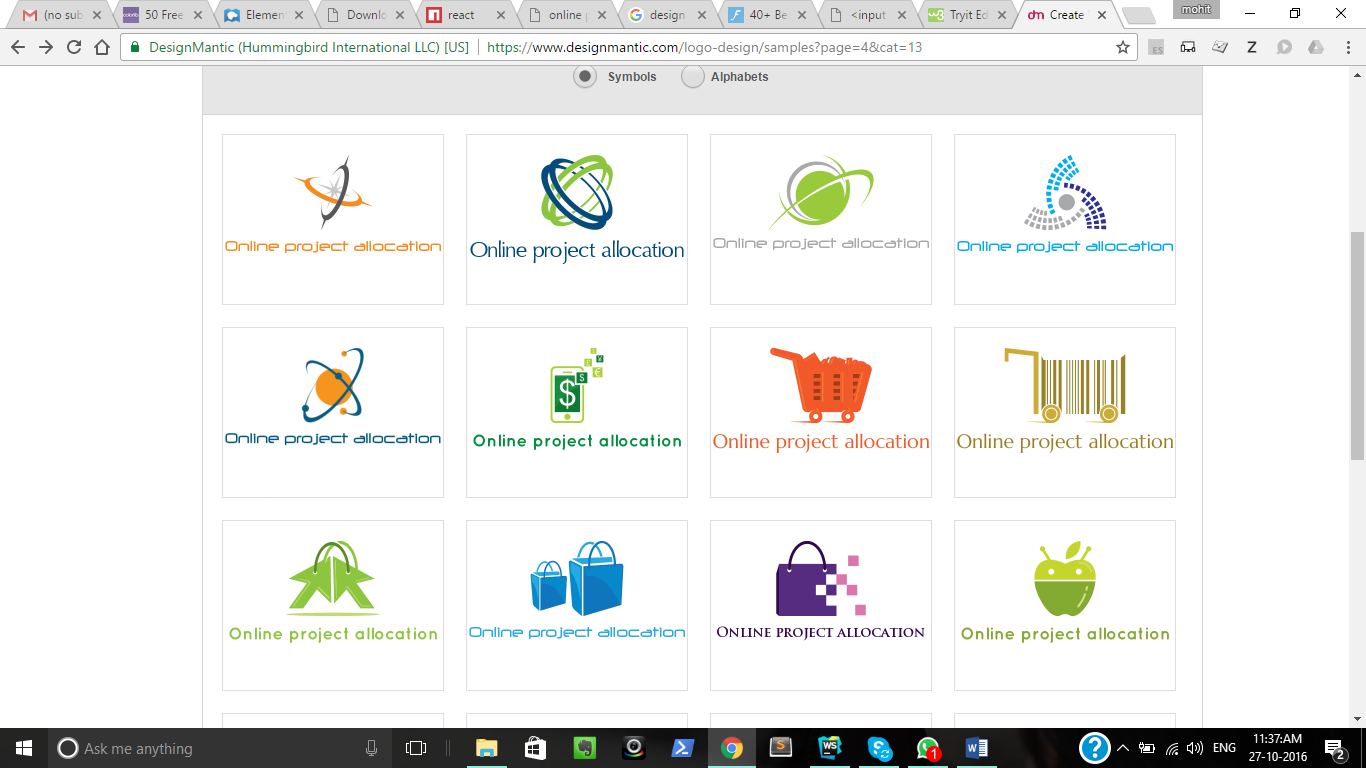 (no sub
50 Free
Elemen
Downlo
react
online p
design
40+ Be
<input
Tryit Ed
Create
mohit
DesignMantic (Hummingbird International LLC) [US]
https://www.designmantic.com/logo-design/samples?page=4&cat=13
Symbols
Alphabets
Online project allocation
Online project allocation
Online project allocation
Online project allocation
Online project allocation
Online project allocation
Online project allocation
Online project allocation
Online project allocation
Online project allocation
Online project allocation
Online project allocation
Ask me anything
ENG
11:37AM
27-10-2016
2